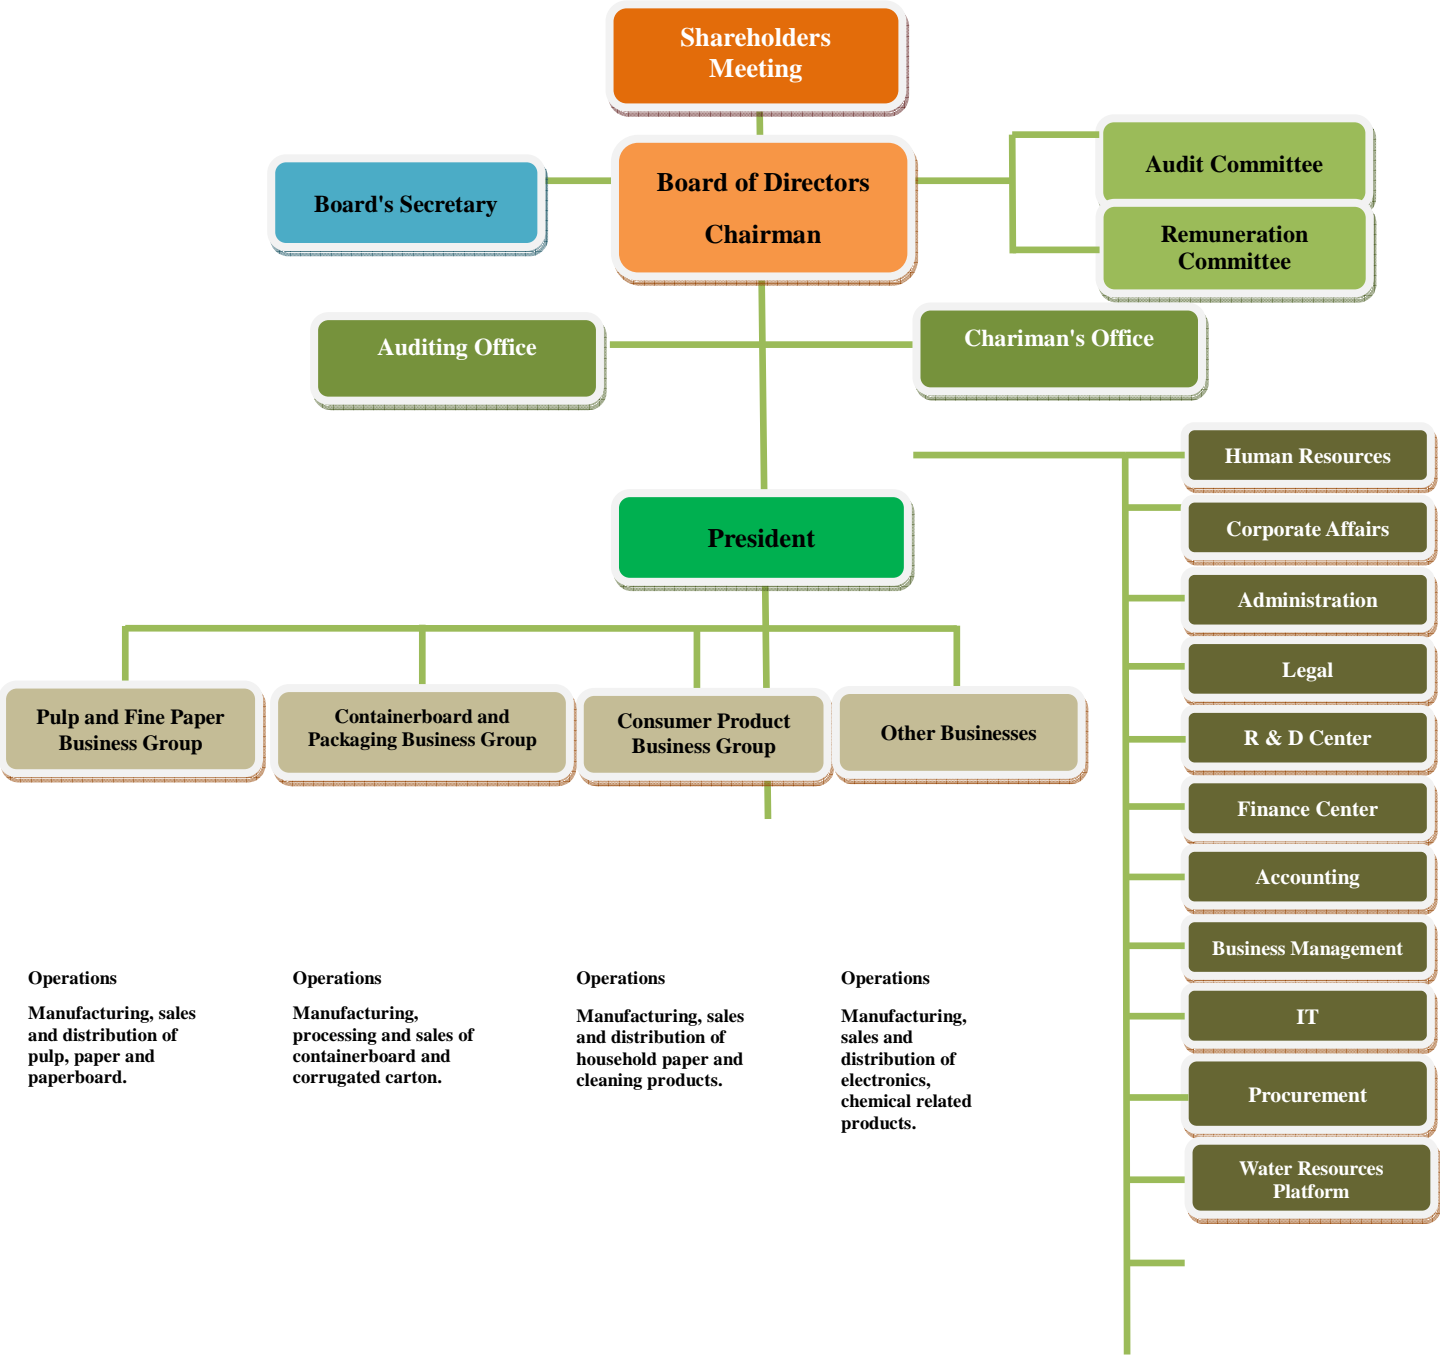 Shareholders
Meeting
Board's Secretary
Board of Directors
Chairman
Audit Committee
Remuneration
Committee
Auditing Office
Chariman's Office
President
Human Resources
Corporate Affairs
Administration
Legal
R & D Center
Finance Center
Accounting
Business Management
IT
Procurement
Water Resources
Platform
Pulp and Fine Paper
Business Group
Containerboard and
Packaging Business Group
Consumer Product
Business Group
Other Businesses
Operations
Manufacturing, sales
and distribution of
pulp, paper and
paperboard.
Operations
Manufacturing,
processing and sales of
containerboard and
corrugated carton.
Operations
Manufacturing, sales
and distribution of
household paper and
cleaning products.
Operations
Manufacturing,
sales and
distribution of
electronics,
chemical related
products.